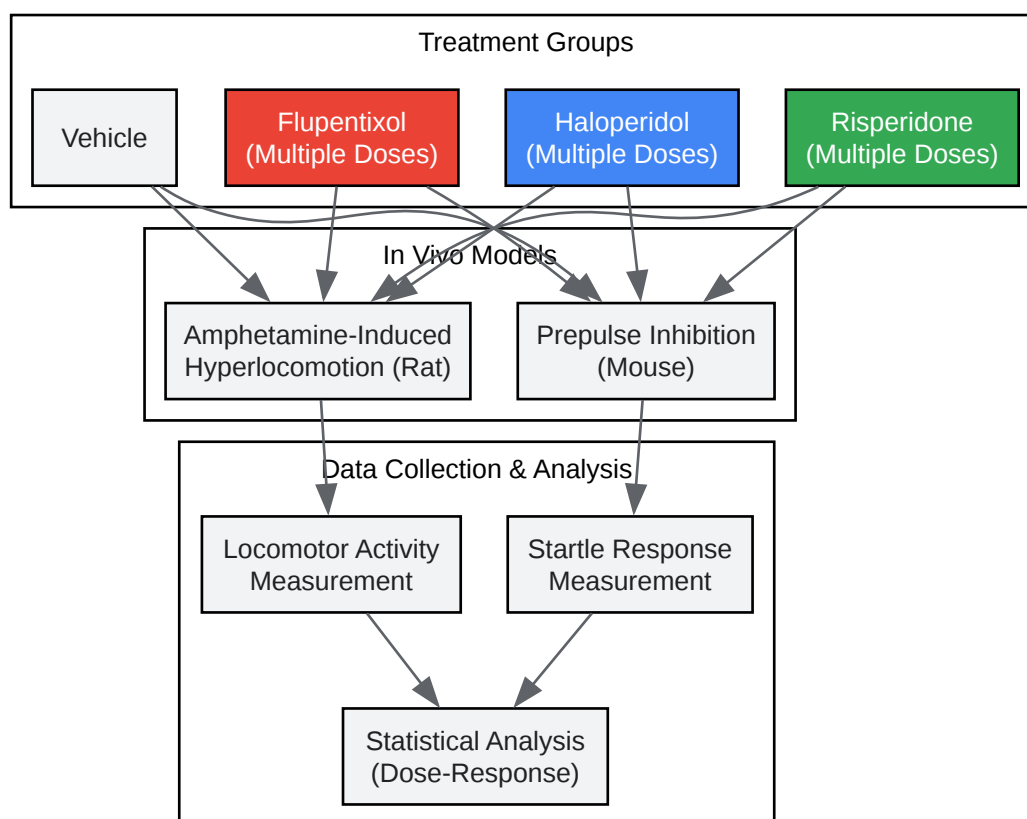 Treatment Groups
Vehicle
Flupentixol
(Multiple Doses)
Haloperidol
(Multiple Doses)
Risperidone
(Multiple Doses)
In Vivo Models
Amphetamine-Induced
Hyperlocomotion (Rat)
Prepulse Inhibition
(Mouse)
Data Collection & Analysis
Locomotor Activity
Measurement
Startle Response
Measurement
Statistical Analysis
(Dose-Response)